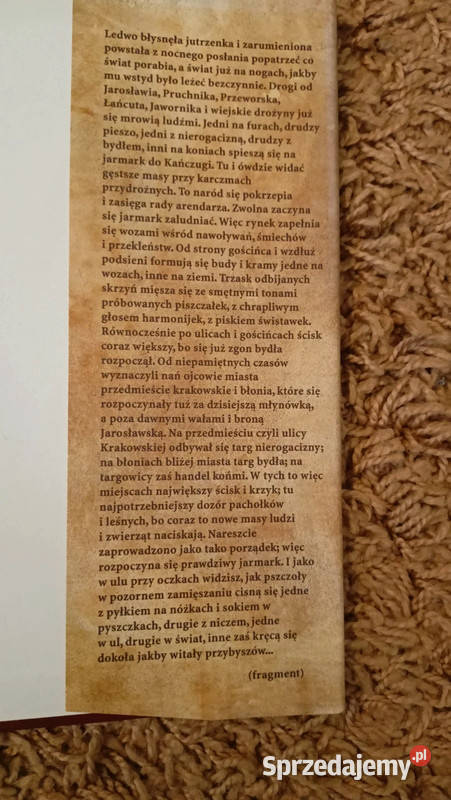 Ledwo błysnęła jutrzenka i zarumieniona
powstała z nocnego posłania popatrzeć co
świat porabia, a świat już na nogach, jakby
mu wstyd było leżeć bezczynnie. Drogi od
Jarosławia, Pruchnika, Przeworska,
Łańcuta, Jawornika i wiejskie drożyny już
się mrowią ludźmi. Jedni na furach, drudzy
pieszo, jedni z nierogacizną, drudzy z
bydłem, inni na koniach spieszą się na
jarmark do Kańczugi. Tu i ówdzie widać
gęstsze masy przy karczmach
przydrożnych. To naród się pokrzepia
i zasięga rady arendarza. Zwolna zaczyna
się jarmark zaludniać. Więc rynek zapełnia
się wozami wśród nawoływań, śmiechów
i przekleństw. Od strony gościńca i wzdłuż
podsieni formują się budy i kramy jedne na
wozach, inne na ziemi. Trzask odbijanych
skrzyń mięsza się ze smętnymi tonami
próbowanych piszczałek, z chrapliwym
głosem harmonijek, z piskiem świstawek.
Równocześnie po ulicach i gościńcach ścisk
coraz większy, bo się już zgon bydła
rozpoczął. Od niepamiętnych czasów
wyznaczyli nań ojcowie miasta
przedmieście krakowskie i błonia, które się
rozpoczynały tuż za dzisiejszą młynówką,
a poza dawnymi wałami i broną
Jarosławską. Na przedmieściu czyli ulicy
Krakowskiej odbywał się targ nierogacizny;
na błoniach bliżej miasta targ bydła; na
targowicy zaś handel końmi. W tych to więc
miejscach największy ścisk i krzyk; tu
najpotrzebniejszy dozór pachołków
i leśnych, bo coraz to nowe masy ludzi
i zwierząt naciskają. Nareszcie
zaprowadzono jako tako porządek; więc
rozpoczyna się prawdziwy jarmark. I jako
w ulu przy oczkach widzisz, jak pszczoły
w pozornem zamięszaniu cisną się jedne
z pyłkiem na nóżkach i sokiem w
pyszczkach, drugie z niczem, jedne
w ul, drugie w świat, inne zaś kręcą się
dokoła jakby witały przybyszów...
(fragment)
Sprzedajemy.pl